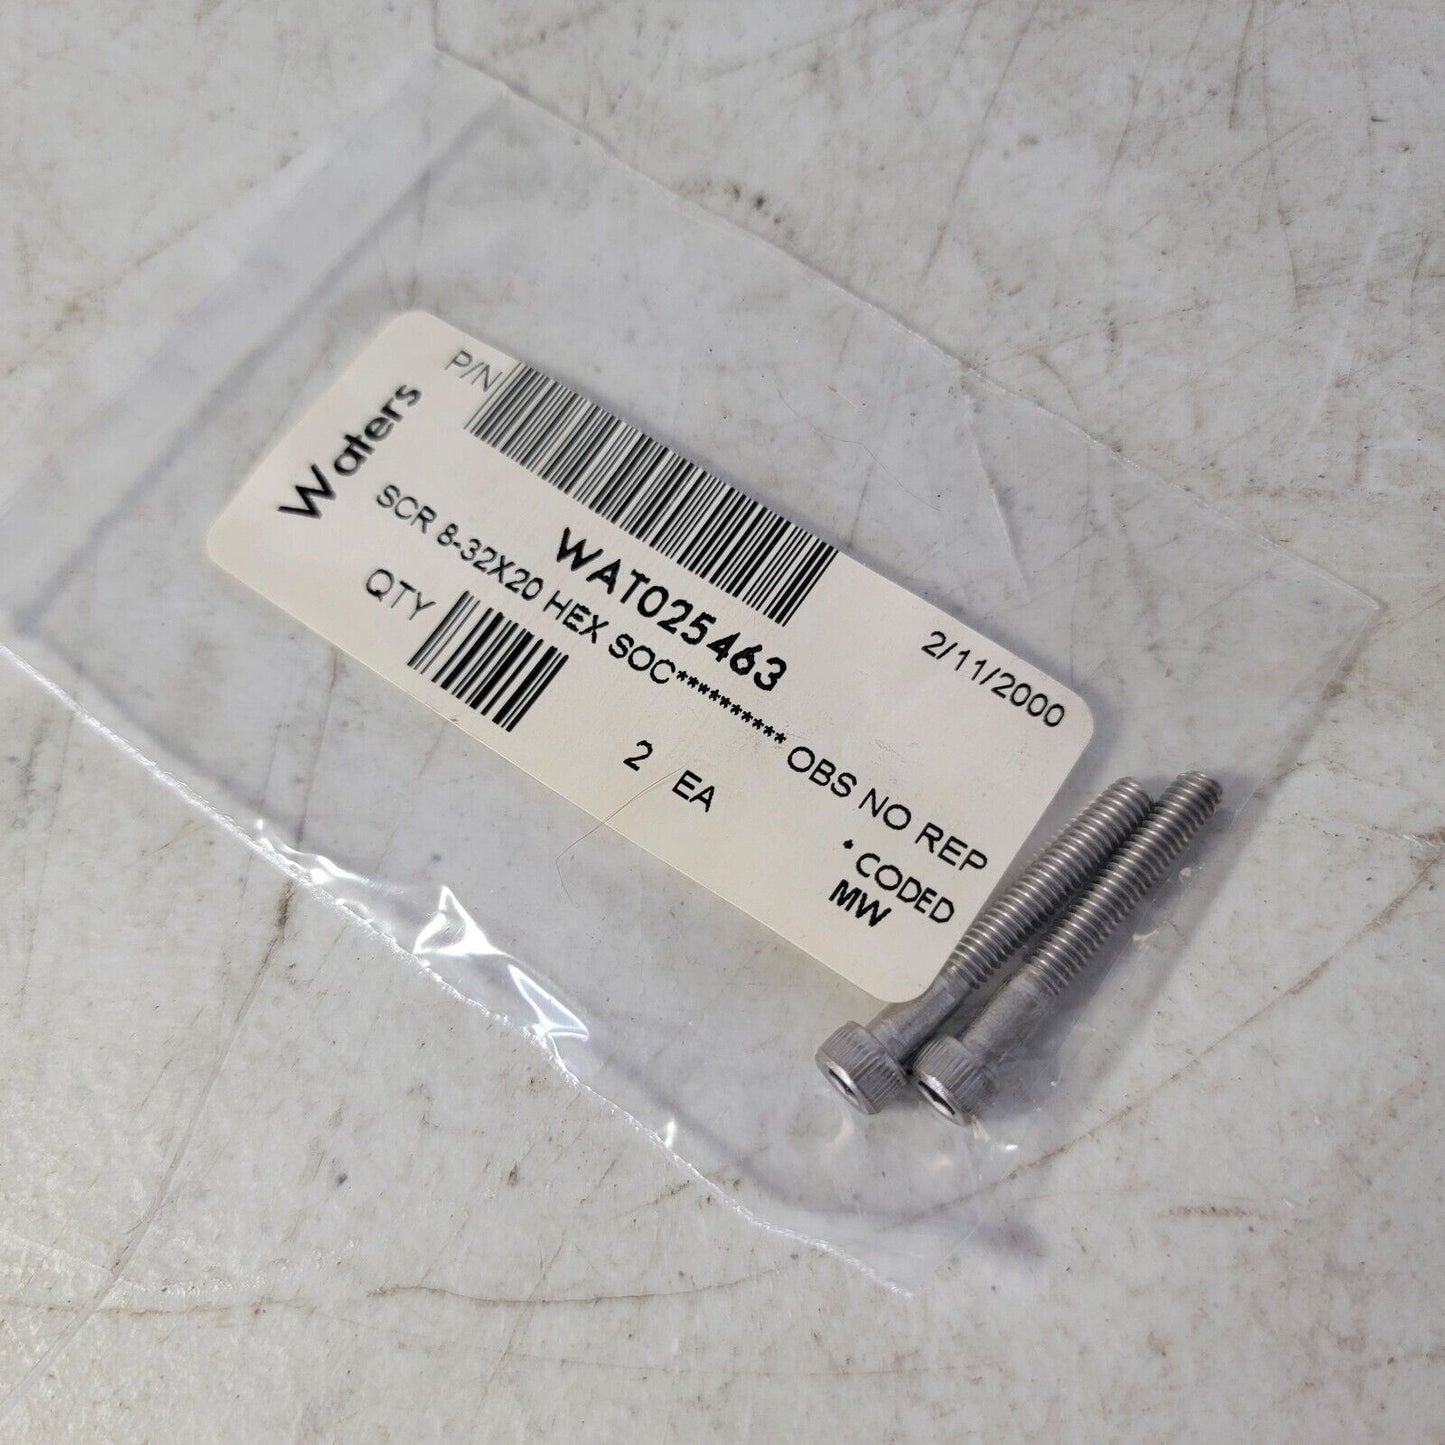 Waters
P/N
WAT025463
2/11/2000
SCR 8-32X20 HEX SOC********** OBS NO REP
QTY
2 EA
• CODED
MW